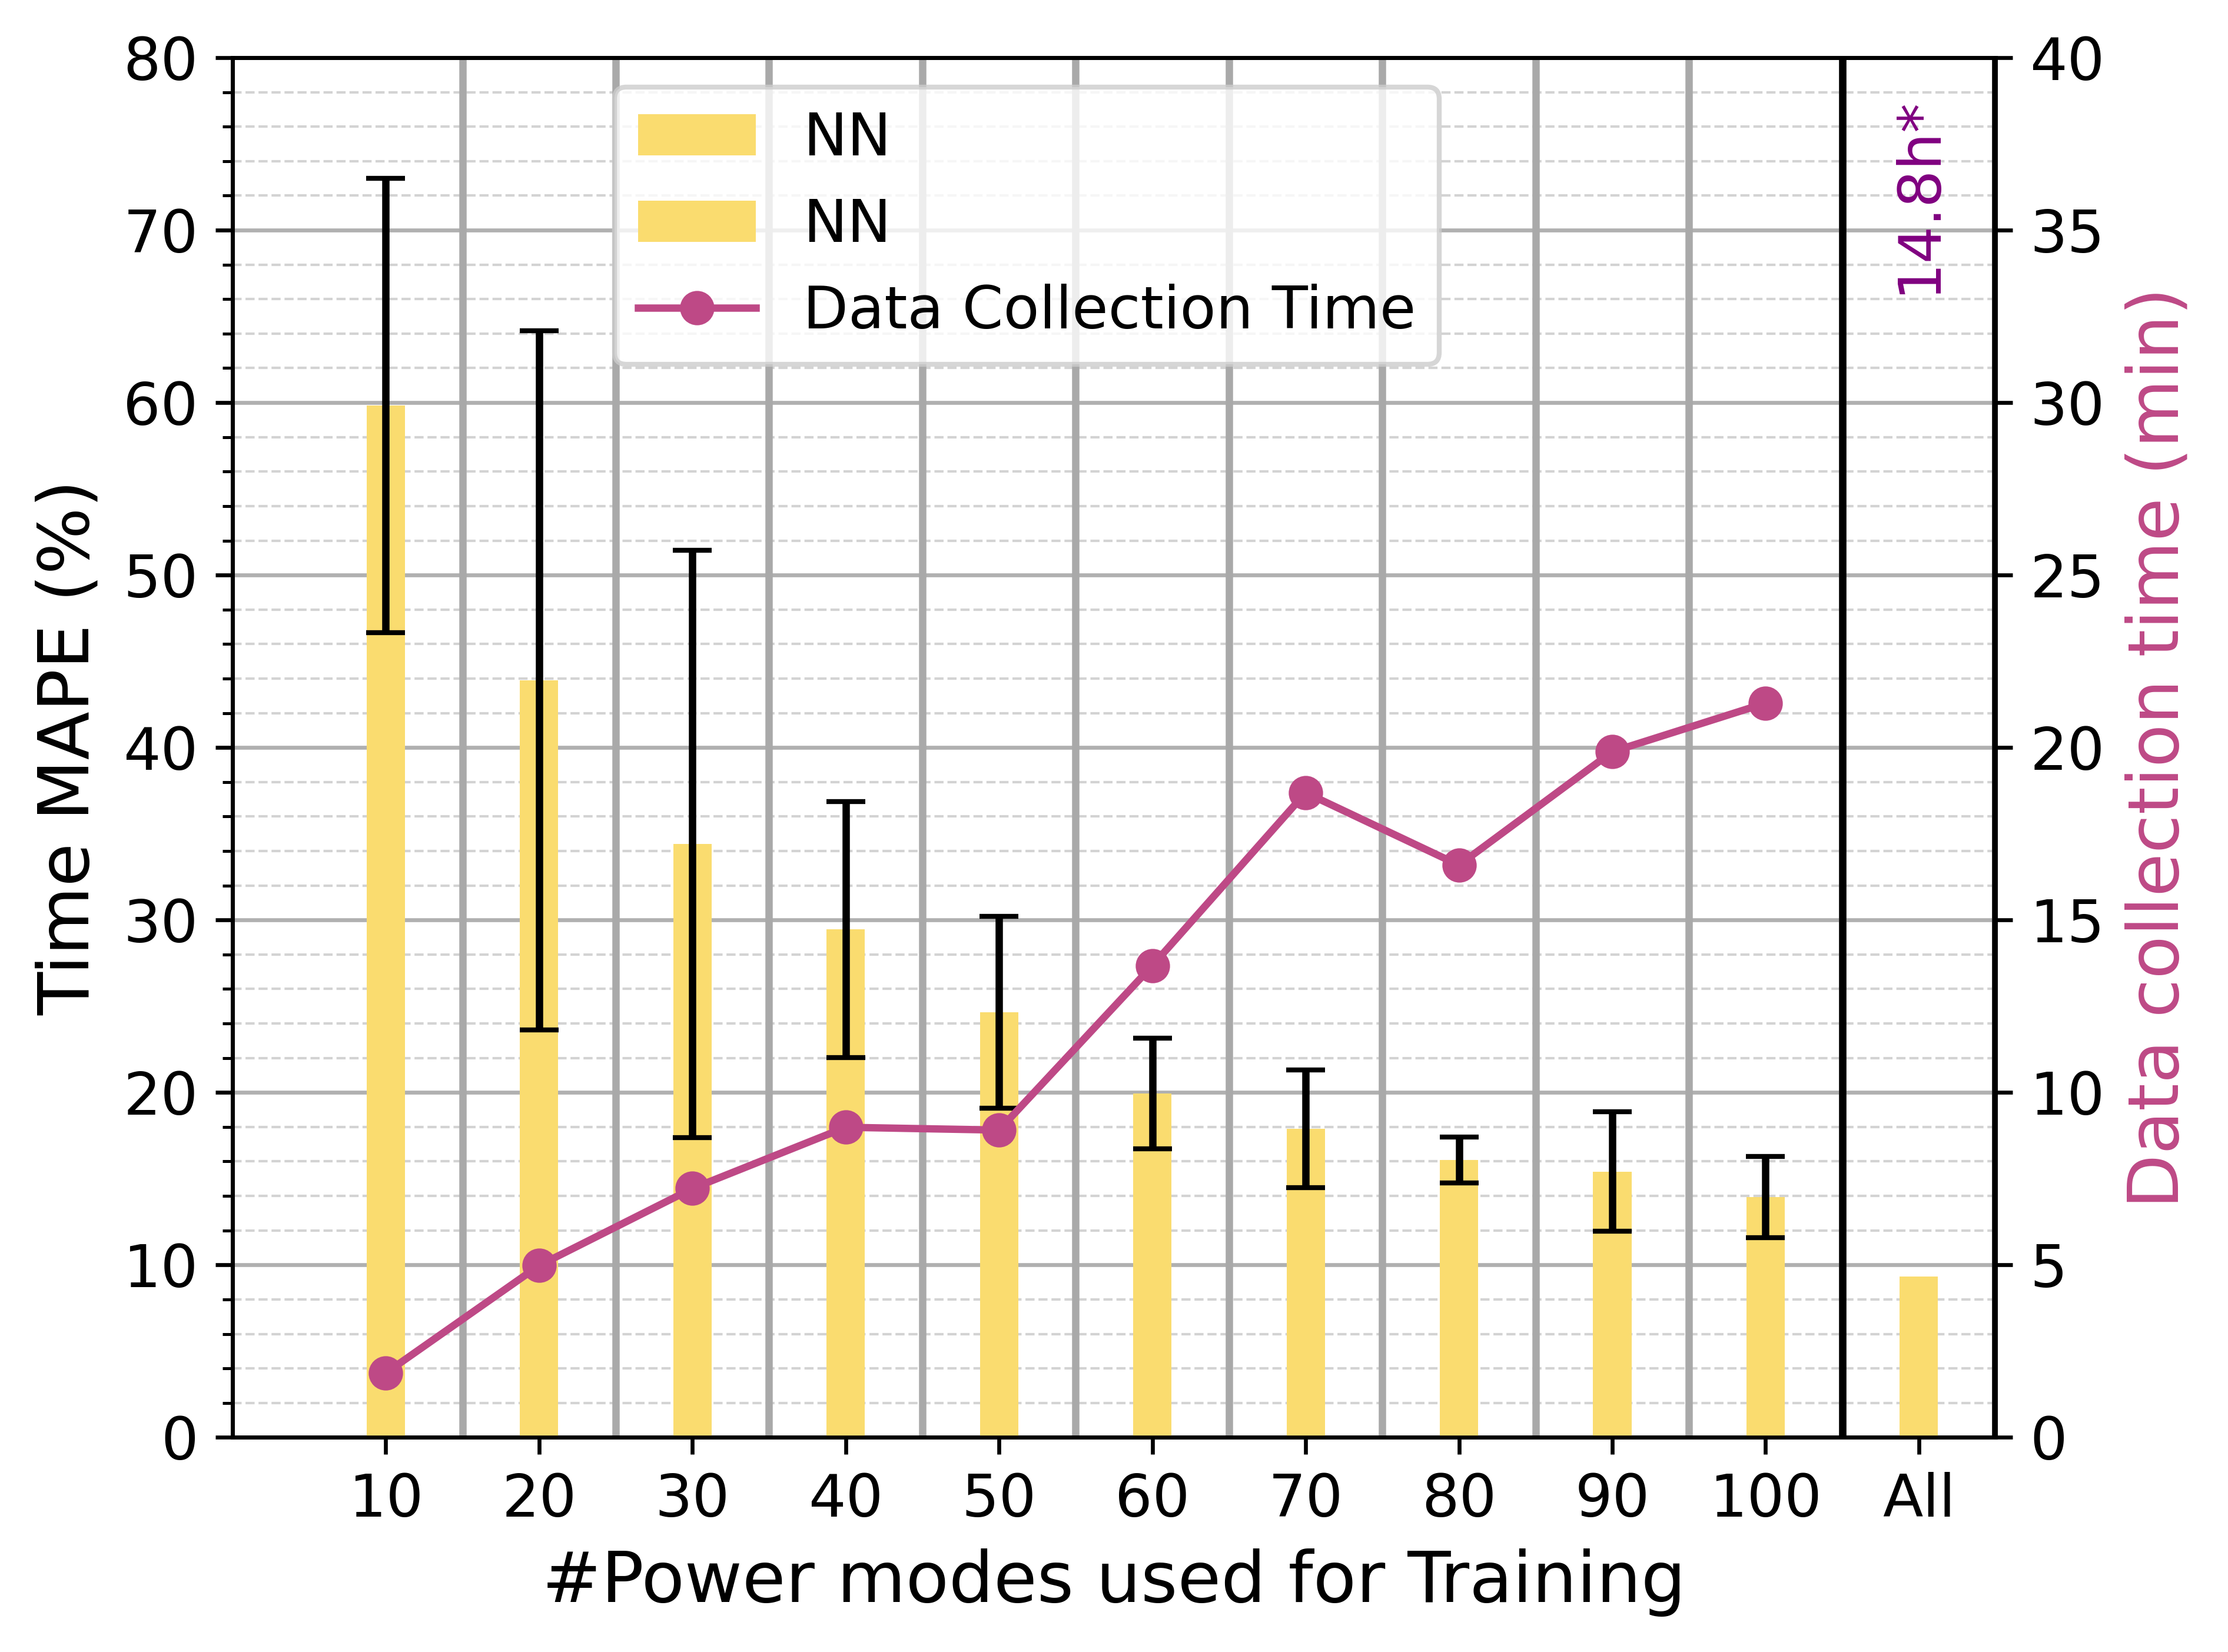 Time MAPE (%)
80
70
60
50
40
30
20
10
0
NN
NN
Data Collection Time
14.8h*
40
35
30
25
20
15
10
5
0
Data collection time (min)
10 20 30 40 50 60 70 80 90 100 All
#Power modes used for Training